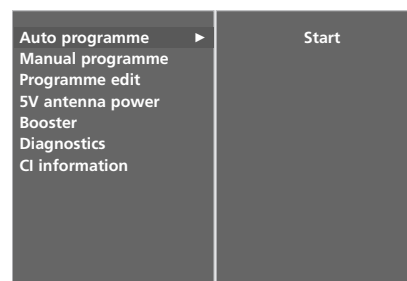 Auto programme ► Start
Manual programme
Programme edit
5V antenna power
Booster
Diagnostics
CI information